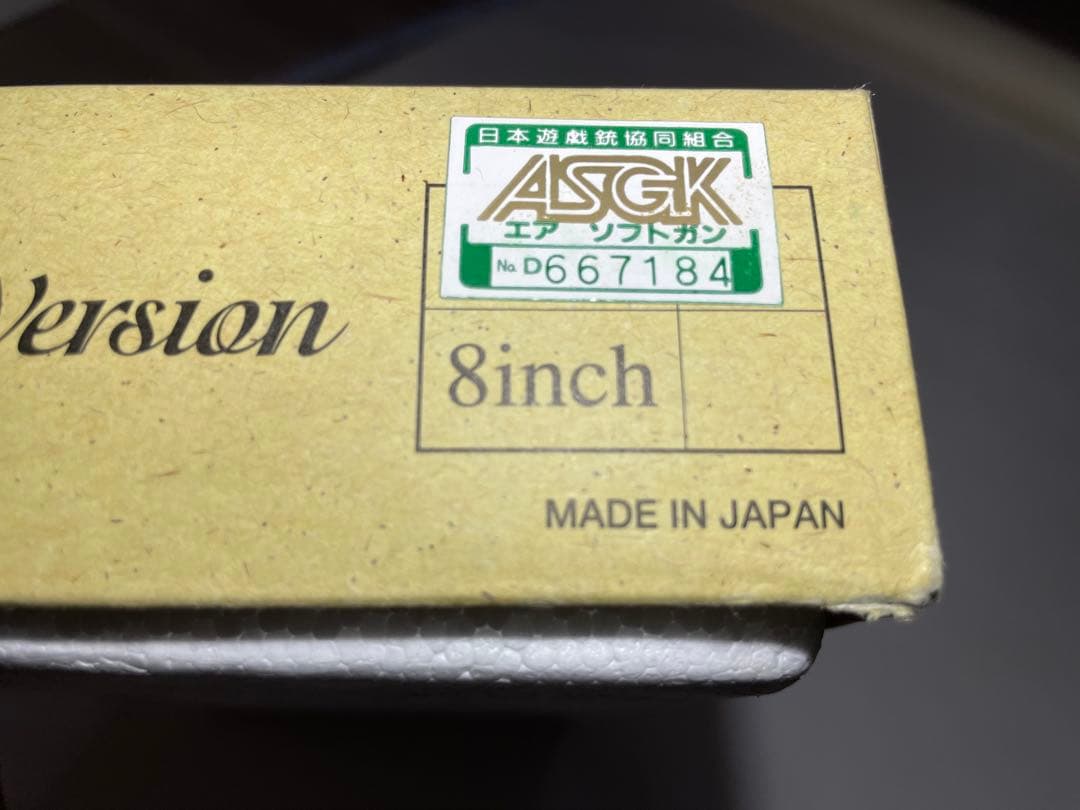 日本遊戯銃協同組合
ASGK
エア ソフトガン
No. D667184
Version
8inch
MADE IN JAPAN